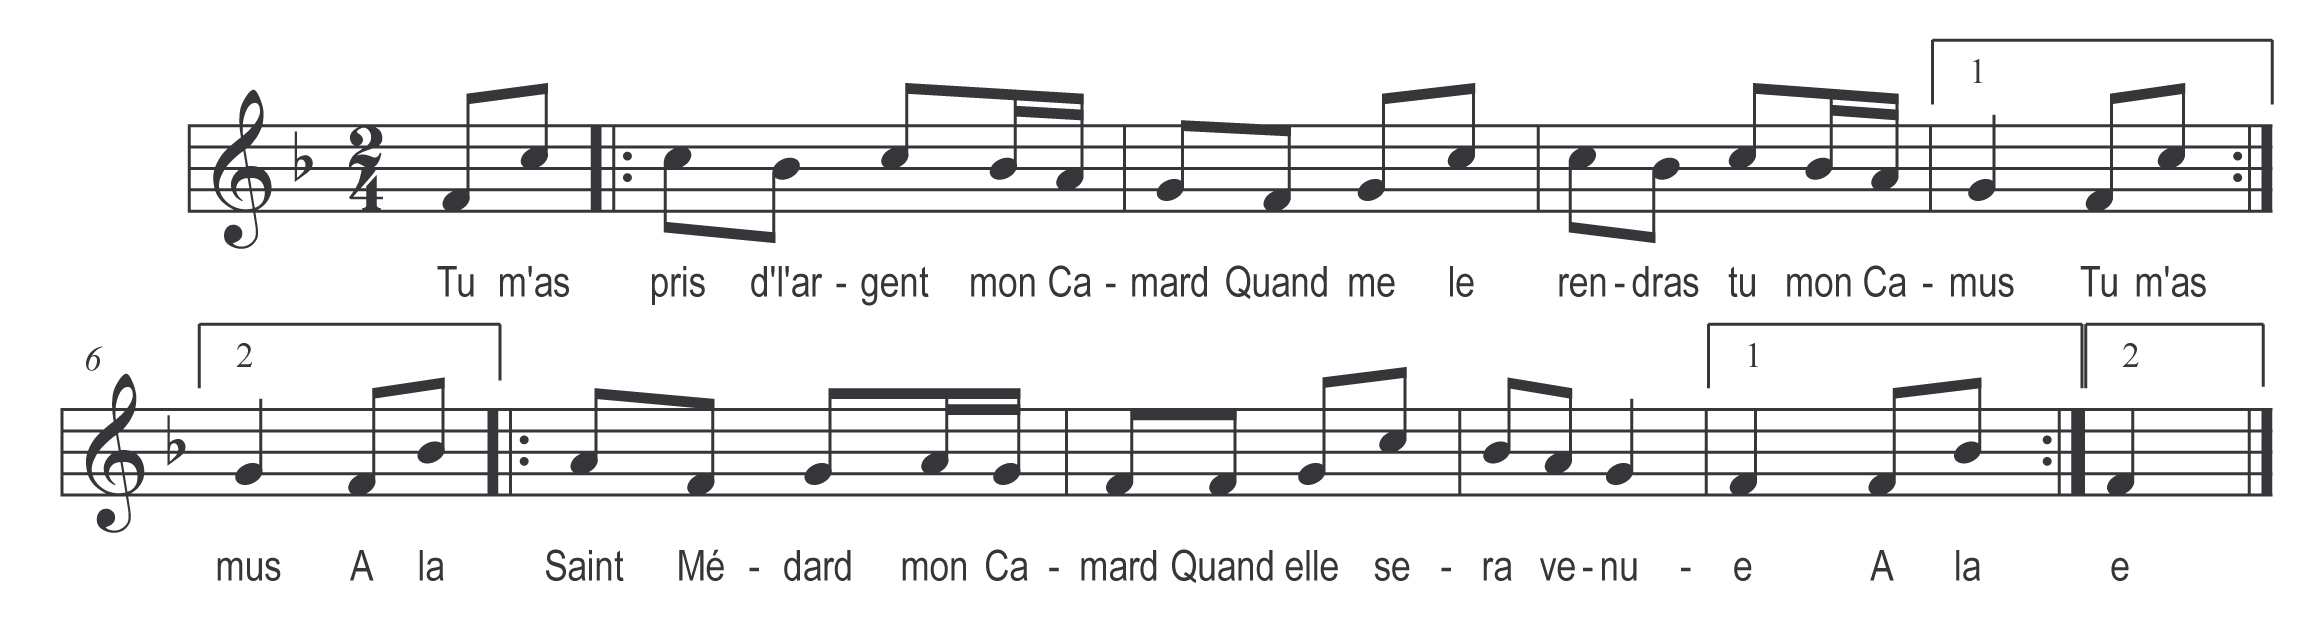 1
2
4
Tu m'as pris d'l'ar - gent mon Ca - mard Quand me le ren - dras tu mon Ca - mus Tu m'as
6 2 1 2
mus A la Saint Mé - dard mon Ca - mard Quand elle se - ra ve - nu - e A la e